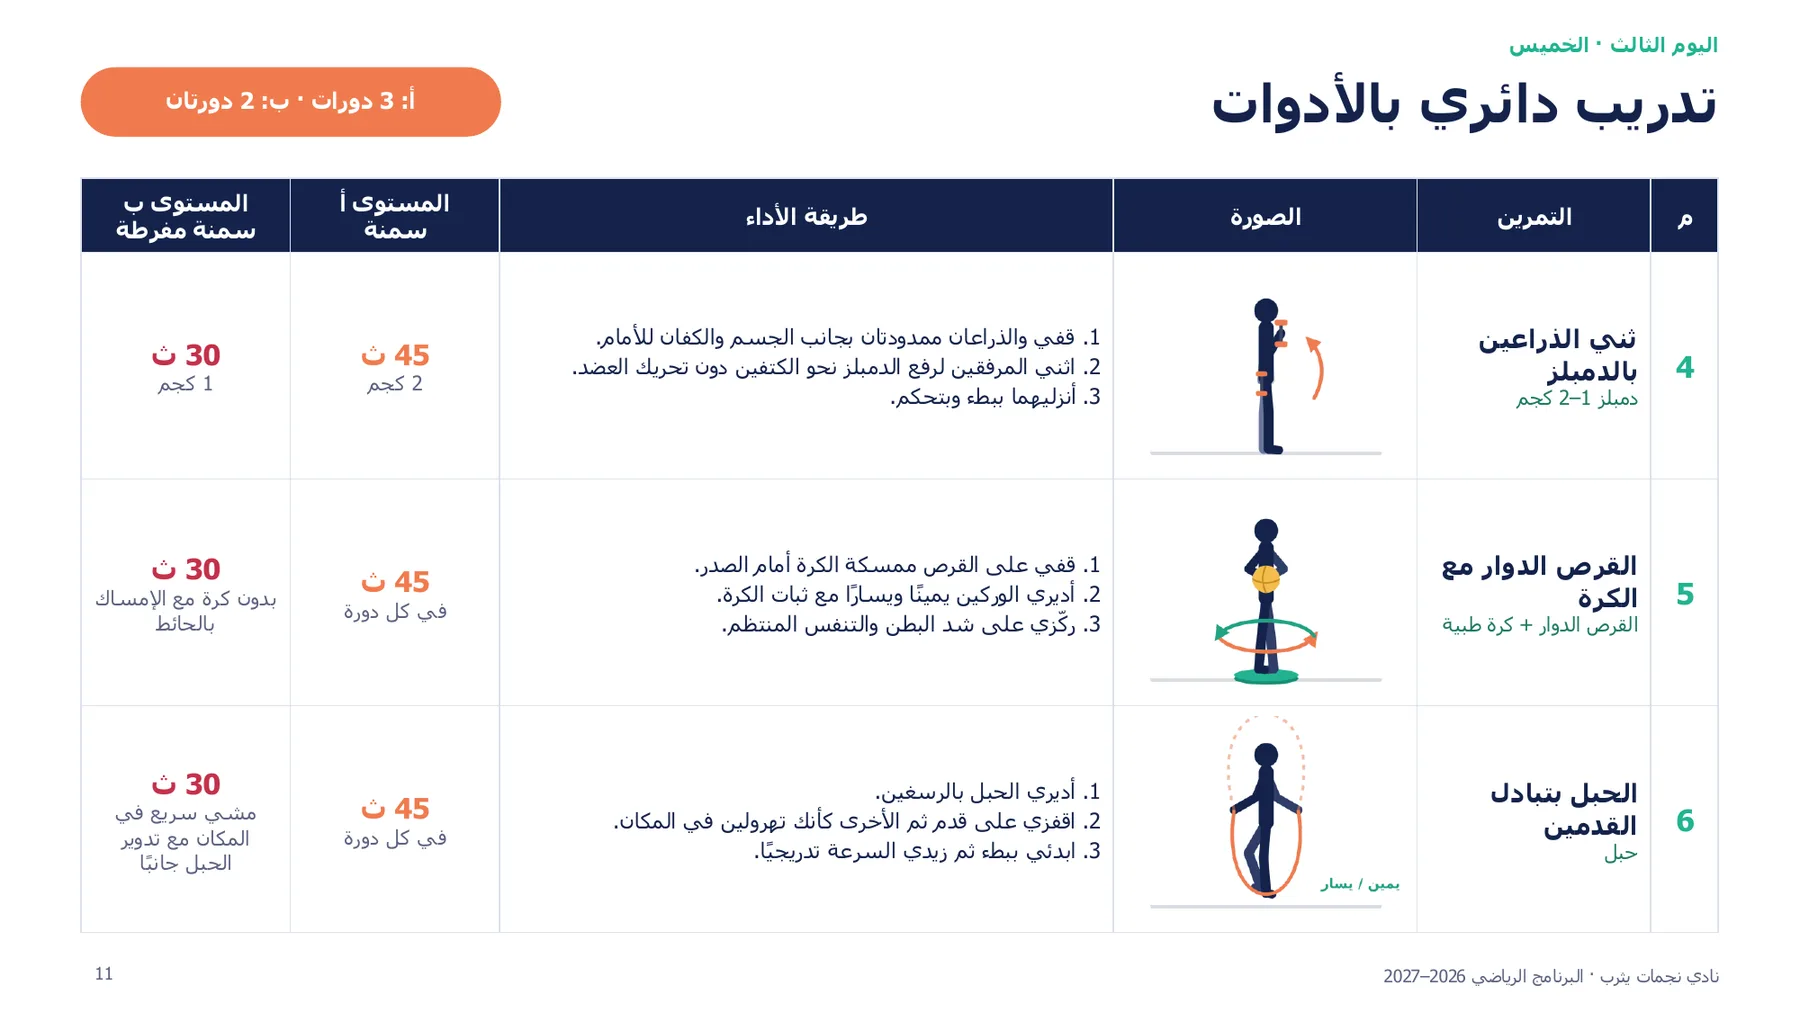 اليوم الثالث · الخميس
تدريب دائري بالأدوات
أ: 3 دورات · ب: 2 دورتان
م
التمرين
الصورة
طريقة الأداء
المستوى أ
سمنة
المستوى ب
سمنة مفرطة
4
ثني الذراعين
بالدمبلز
دمبلز 1–2 كجم
1. قفي والذراعان ممدودتان بجانب الجسم والكفان للأمام.
2. اثني المرفقين لرفع الدمبلز نحو الكتفين دون تحريك العضد.
3. أنزليهما ببطء وبتحكم.
45 ث
2 كجم
30 ث
1 كجم
5
القرص الدوار مع
الكرة
القرص الدوار + كرة طبية
1. قفي على القرص ممسكة الكرة أمام الصدر.
2. أديري الوركين يمينًا ويسارًا مع ثبات الكرة.
3. ركّزي على شد البطن والتنفس المنتظم.
45 ث
في كل دورة
30 ث
بدون كرة مع الإمساك
بالحائط
6
الحبل بتبادل
القدمين
حبل
يمين / يسار
1. أديري الحبل بالرسغين.
2. اقفزي على قدم ثم الأخرى كأنك تهرولين في المكان.
3. ابدئي ببطء ثم زيدي السرعة تدريجيًا.
45 ث
في كل دورة
30 ث
مشي سريع في
المكان مع تدوير
الحبل جانبًا
نادي نجمات يثرب · البرنامج الرياضي 2026–2027
11